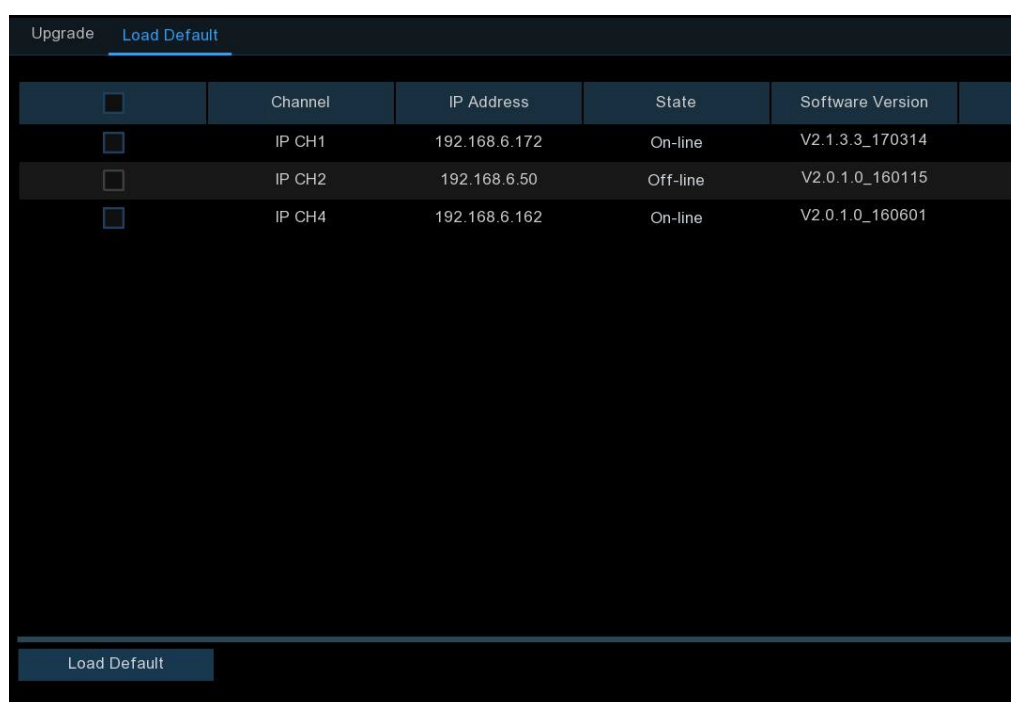 Upgrade Load Default
Channel IP Address State Software Version
IP CH1 192.168.6.172 On-line V2.1.3.3_170314
IP CH2 192.168.6.50 Off-line V2.0.1.0_160115
IP CH4 192.168.6.162 On-line V2.0.1.0_160601
Load Default